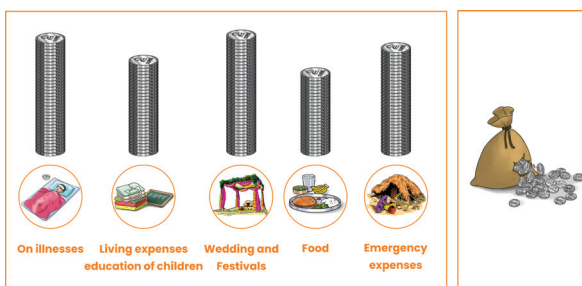 On illnesses
Living expenses
education of children
Wedding and
Festivals
Food
Emergency
expenses